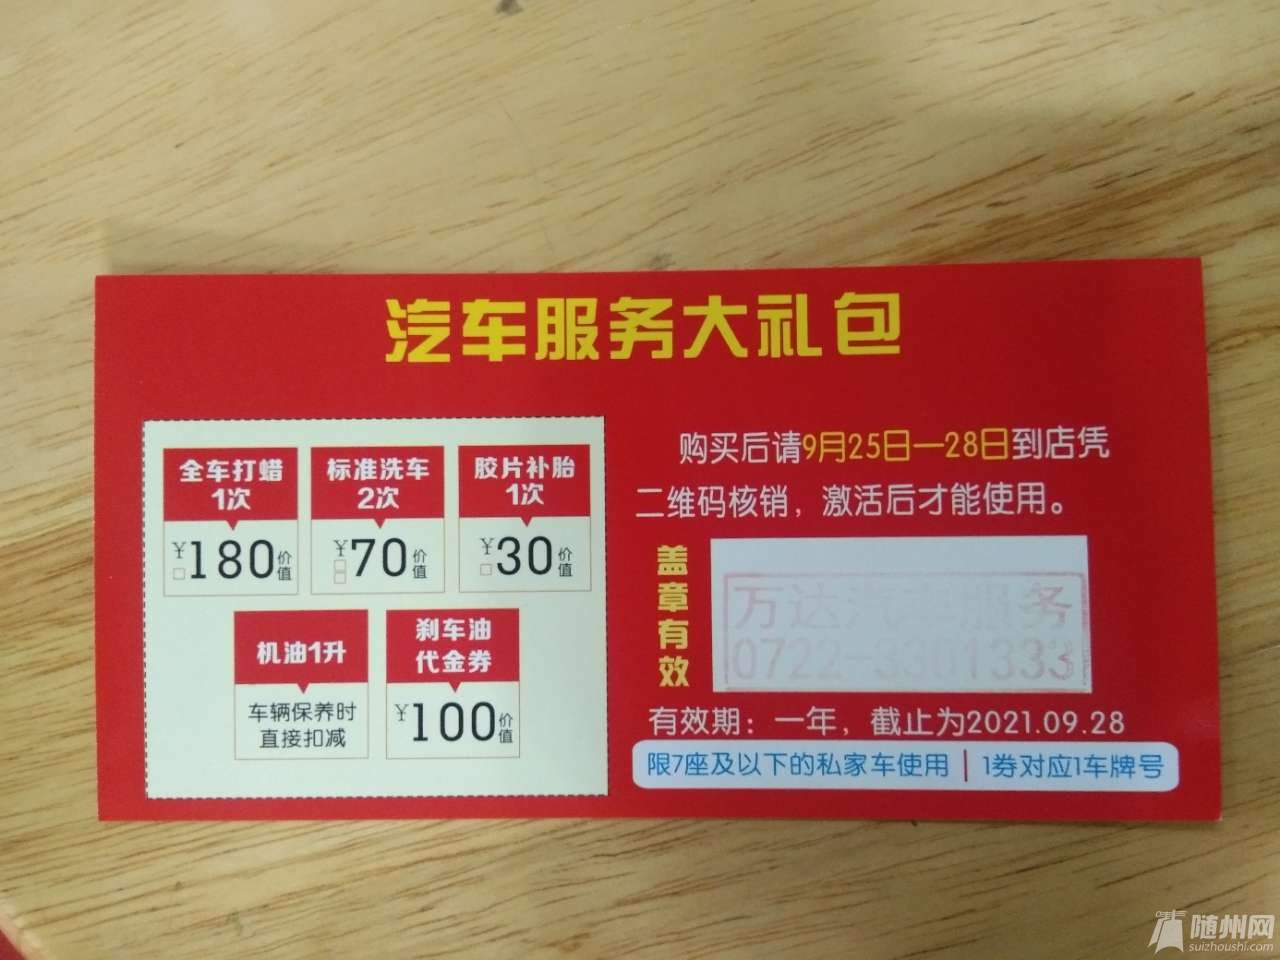 汽车服务大礼包
全车打蜡
1次
￥180价值
标准洗车
2次
￥70价值
胶片补胎
1次
￥30价值
机油1升
车辆保养时
直接扣减
刹车油
代金券
￥100价值
购买后请9月25日—28日到店凭
二维码核销，激活后才能使用。
盖章有效
万达汽车服务
0722-3301333
有效期：一年，截止为2021.09.28
限7座及以下的私家车使用｜1券对应1车牌号
随州网
suizhoushi.com